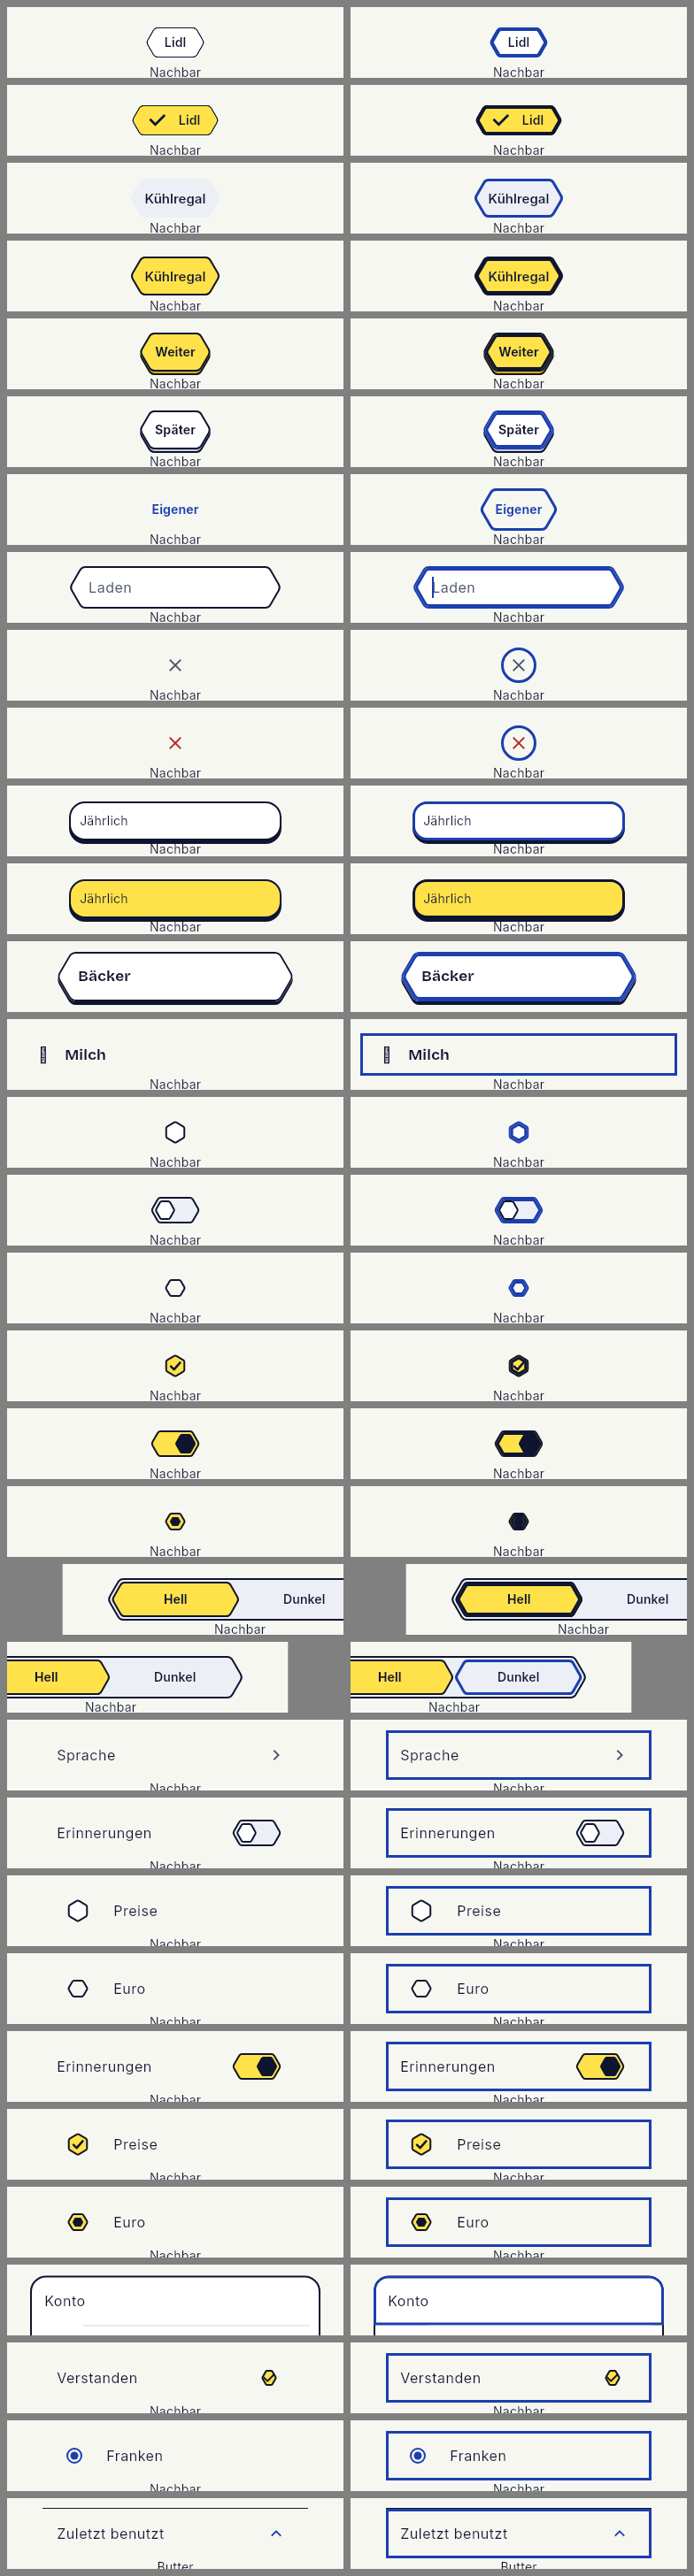 Lidl Lidl
Nachbar Nachbar
Lidl Lidl
Nachbar Nachbar
Kühlregal Kühlregal
Nachbar Nachbar
Kühlregal Kühlregal
Nachbar Nachbar
Weiter Weiter
Nachbar Nachbar
Später Später
Nachbar Nachbar
Eigener Eigener
Nachbar Nachbar
Laden Laden
Nachbar Nachbar
Nachbar Nachbar
Nachbar Nachbar
Jährlich Jährlich
Nachbar Nachbar
Jährlich Jährlich
Nachbar Nachbar
Bäcker Bäcker
Milch Milch
Nachbar Nachbar
Nachbar Nachbar
Nachbar Nachbar
Nachbar Nachbar
Nachbar Nachbar
Nachbar Nachbar
Nachbar Nachbar
Hell Dunkel Hell Dunkel
Nachbar Nachbar
Hell Dunkel Hell Dunkel
Nachbar Nachbar
Sprache Sprache
Nachbar Nachbar
Erinnerungen Erinnerungen
Nachbar Nachbar
Preise Preise
Nachbar Nachbar
Euro Euro
Nachbar Nachbar
Erinnerungen Erinnerungen
Nachbar Nachbar
Preise Preise
Nachbar Nachbar
Euro Euro
Nachbar Nachbar
Konto Konto
Verstanden Verstanden
Nachbar Nachbar
Franken Franken
Nachbar Nachbar
Zuletzt benutzt Zuletzt benutzt
Butter Butter